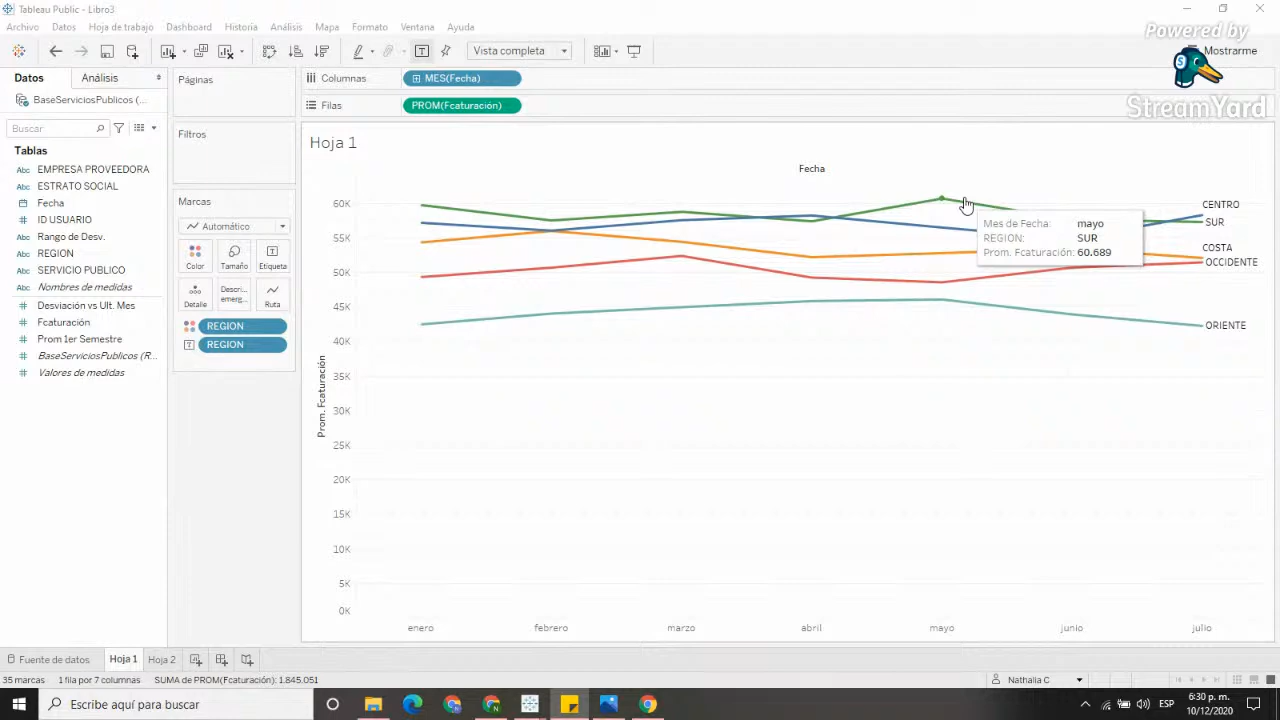 Tableau Public - Libro3
Archivo Datos Hoja de trabajo Dashboard Historia Análisis Mapa Formato Ventana Ayuda
Powered by
Vista completa
Mostrarme
StreamYard
Datos
Análisis
BaseServiciosPublicos (...
Buscar
Tablas
Abc EMPRESA PROVEEDORA
Abc ESTRATO SOCIAL
Fecha
# ID USUARIO
Abc Rango de Desv.
Abc REGION
Abc SERVICIO PUBLICO
Abc Nombres de medidas
# Desviación vs Ult. Mes
# Fcaturación
# Prom 1er Semestre
# BaseServiciosPublicos (R...
# Valores de medidas
Páginas
Filtros
Marcas
Automático
Color
Tamaño
Etiqueta
Detalle
Descri... emerg...
Ruta
REGION
REGION
Columnas
MES(Fecha)
Filas
PROM(Fcaturación)
Hoja 1
Fecha
Prom. Fcaturación
60K
55K
50K
45K
40K
35K
30K
25K
20K
15K
10K
5K
0K
enero febrero marzo abril mayo junio julio
CENTRO
SUR
COSTA
OCCIDENTE
ORIENTE
Mes de Fecha: mayo
REGION: SUR
Prom. Fcaturación: 60.689
Fuente de datos
Hoja 1
Hoja 2
35 marcas 1 fila por 7 columnas SUMA de PROM(Fcaturación): 1.845.051
Nathalia C
Escribe aquí para buscar
ESP
6:30 p. m.
10/12/2020